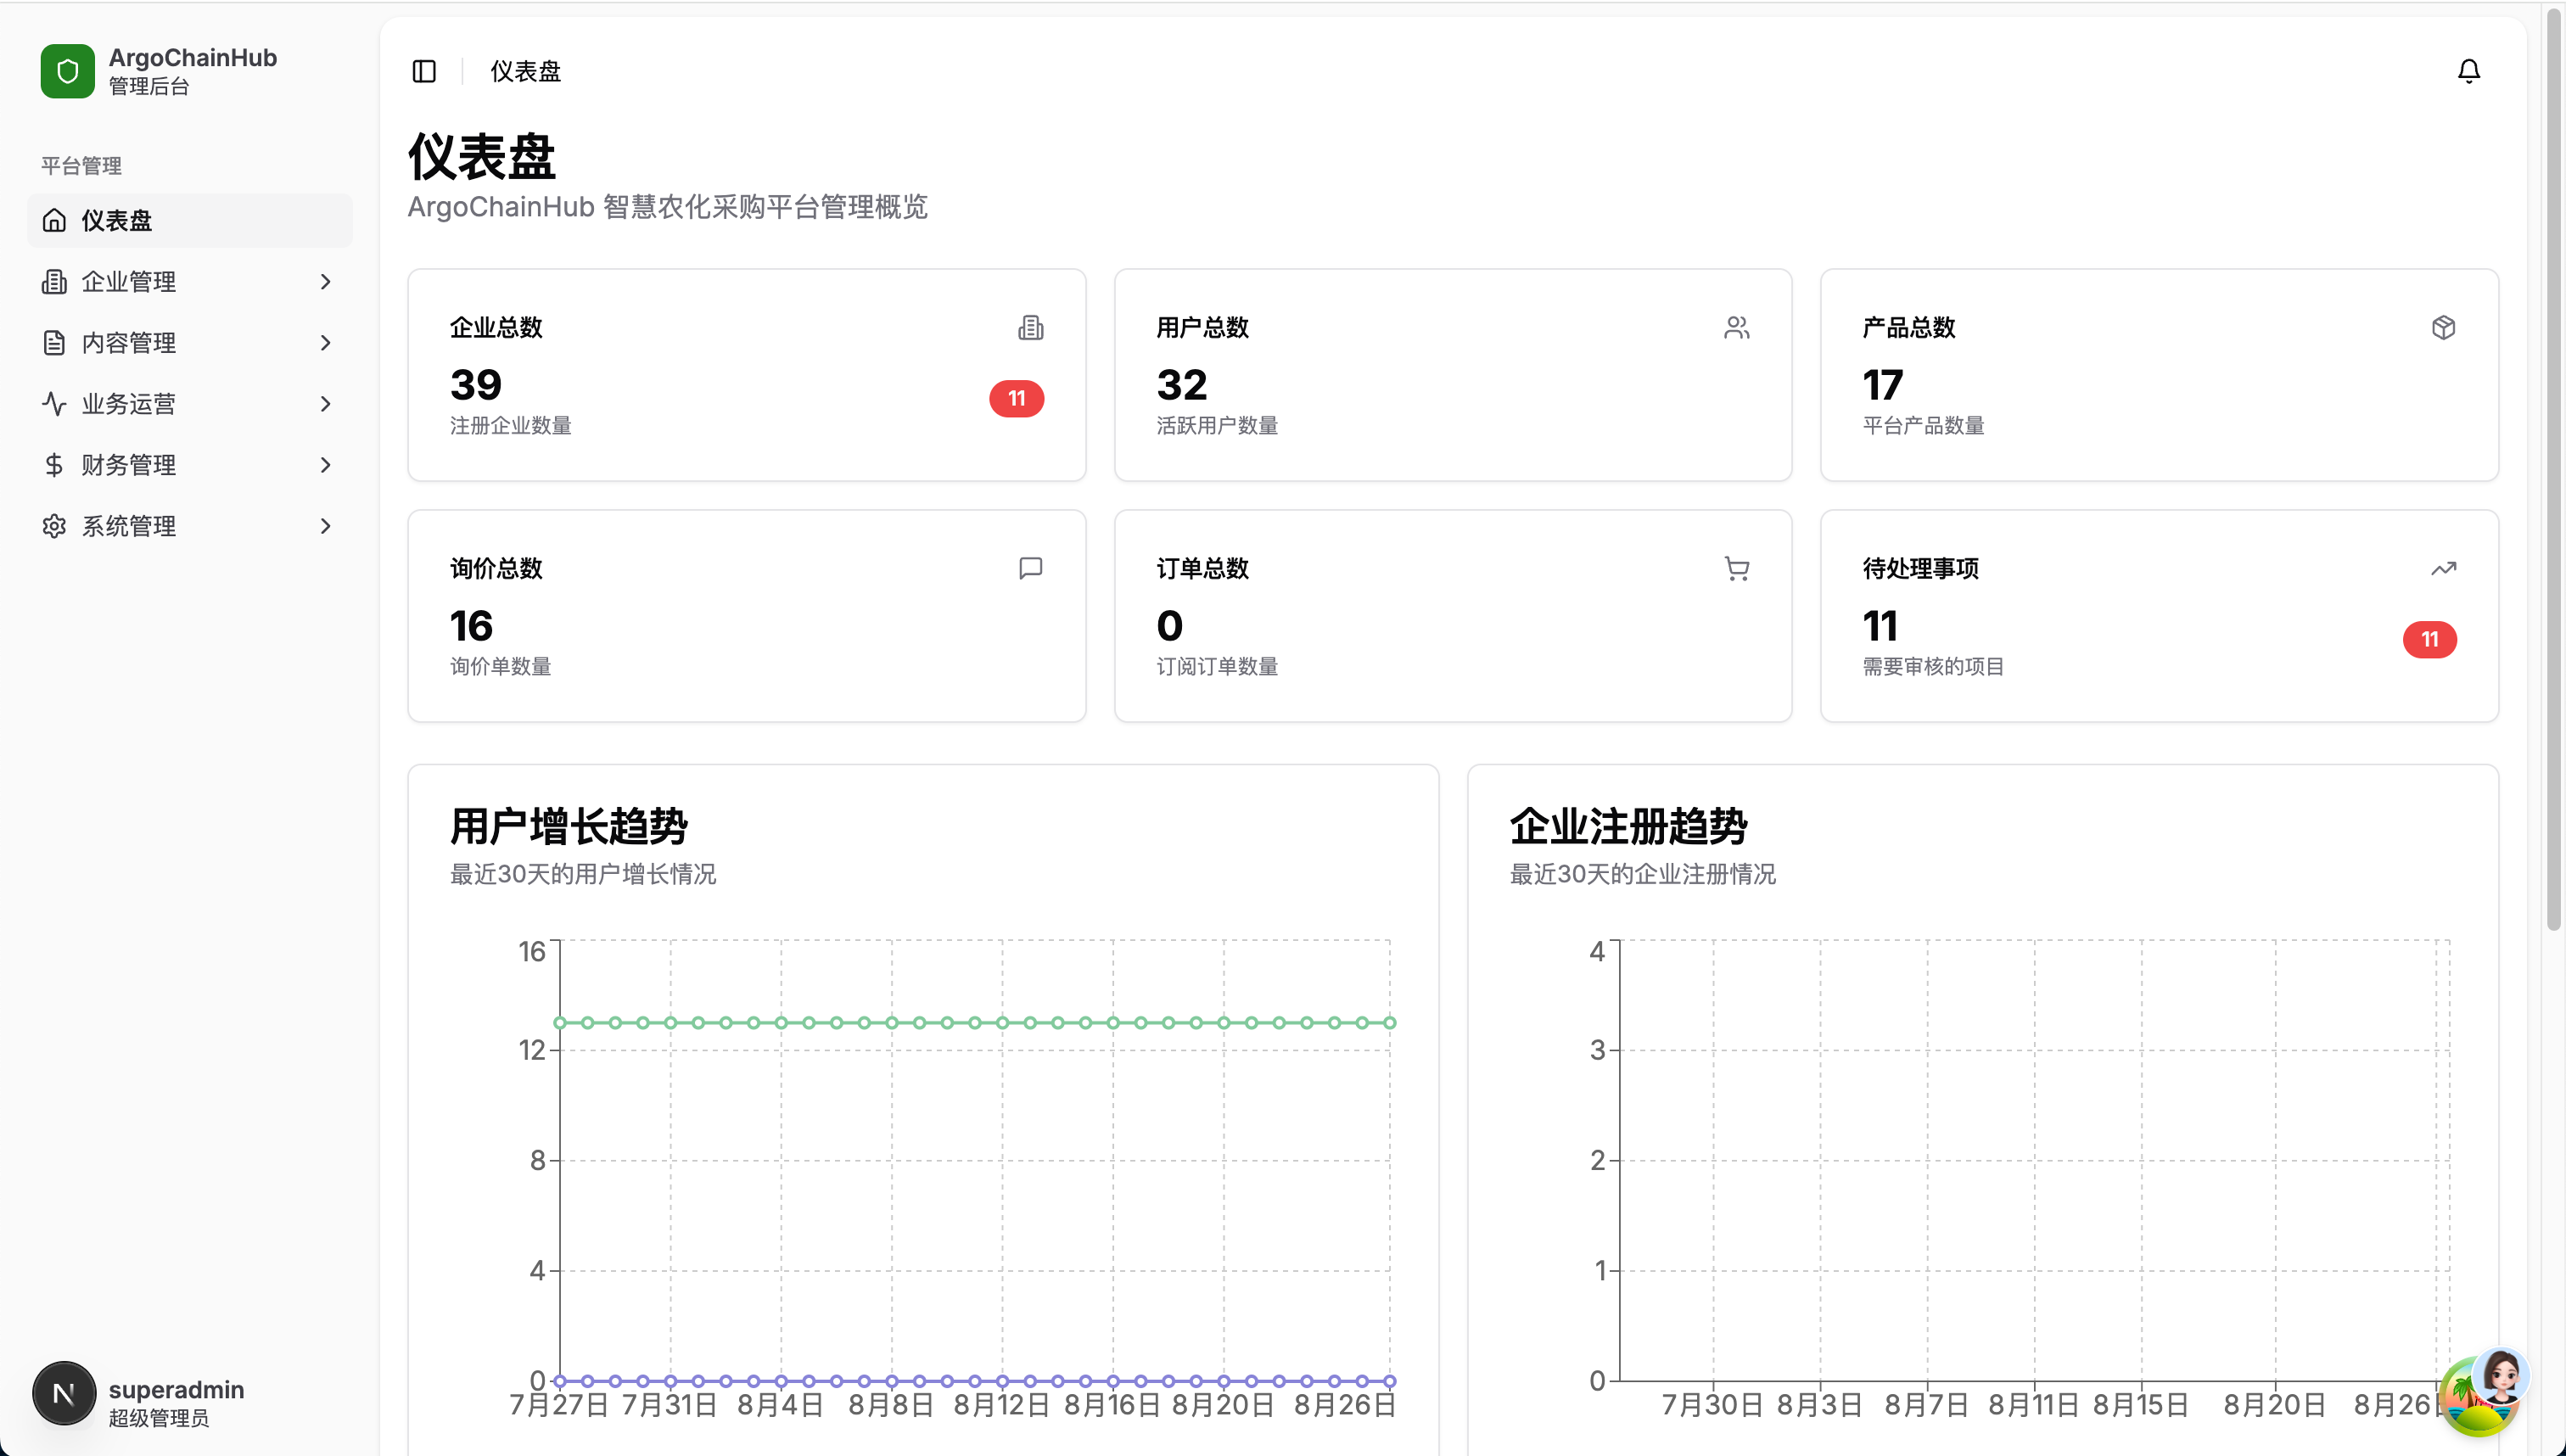 ArgoChainHub
管理后台
平台管理
仪表盘
企业管理
内容管理
业务运营
财务管理
系统管理
N
superadmin
超级管理员
仪表盘
仪表盘
ArgoChainHub 智慧农化采购平台管理概览
企业总数
39
11
注册企业数量
用户总数
32
活跃用户数量
产品总数
17
平台产品数量
询价总数
16
询价单数量
订单总数
0
订阅订单数量
待处理事项
11
11
需要审核的项目
用户增长趋势
最近30天的用户增长情况
16
12
8
4
0
7月27日 7月31日 8月4日 8月8日 8月12日 8月16日 8月20日 8月26日
企业注册趋势
最近30天的企业注册情况
4
3
2
1
0
7月30日 8月3日 8月7日 8月11日 8月15日 8月20日 8月26日